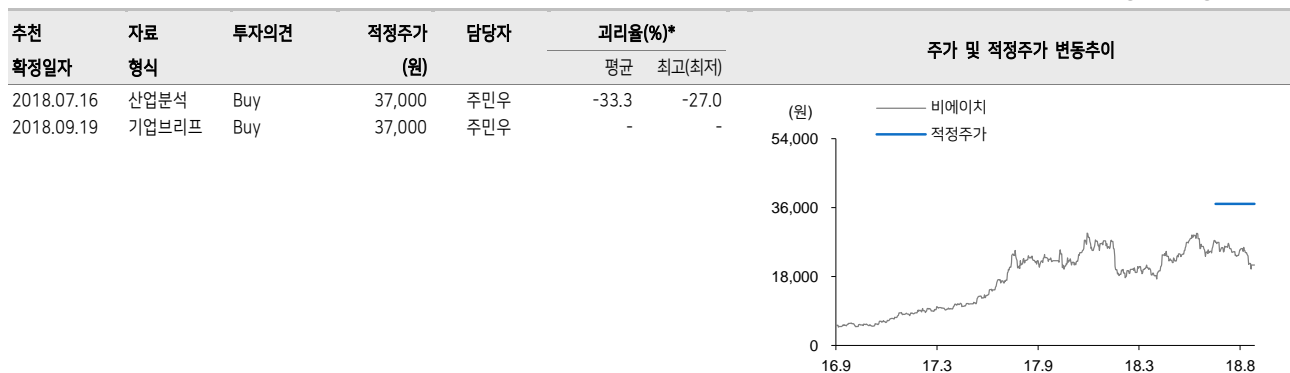 추천 자료 투자의견 적정주가 담당자 괴리율(%)* 주가 및 적정주가 변동추이
확정일자 형식 (원) 평균 최고(최저)
2018.07.16 산업분석 Buy 37,000 주민우 -33.3 -27.0
2018.09.19 기업브리프 Buy 37,000 주민우 - -
(원)
비에이치
적정주가
54,000
36,000
18,000
0
16.9 17.3 17.9 18.3 18.8